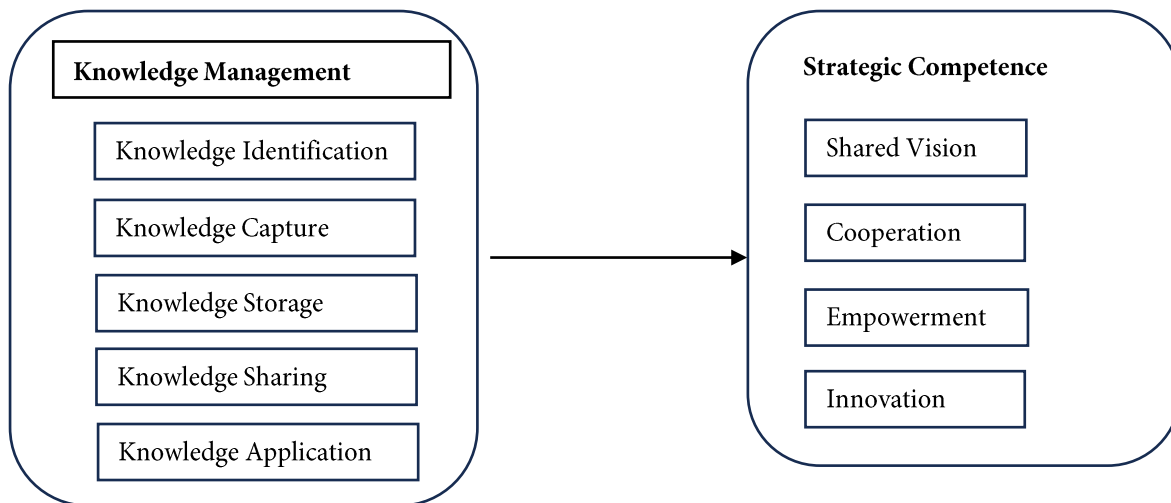 Knowledge Management
Knowledge Identification
Knowledge Capture
Knowledge Storage
Knowledge Sharing
Knowledge Application
Strategic Competence
Shared Vision
Cooperation
Empowerment
Innovation